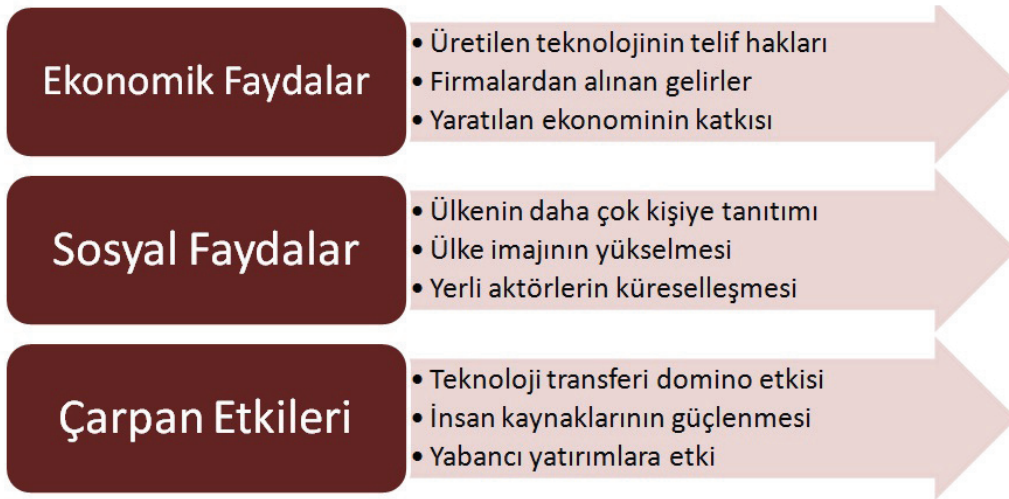 Ekonomik Faydalar
• Üretilen teknolojinin telif hakları
• Firmalardan alınan gelirler
• Yaratılan ekonominin katkısı
Sosyal Faydalar
• Ülkenin daha çok kişiye tanıtımı
• Ülke imajının yükselmesi
• Yerli aktörlerin küreselleşmesi
Çarpan Etkileri
• Teknoloji transferi domino etkisi
• İnsan kaynaklarının güçlenmesi
• Yabancı yatırımlara etki